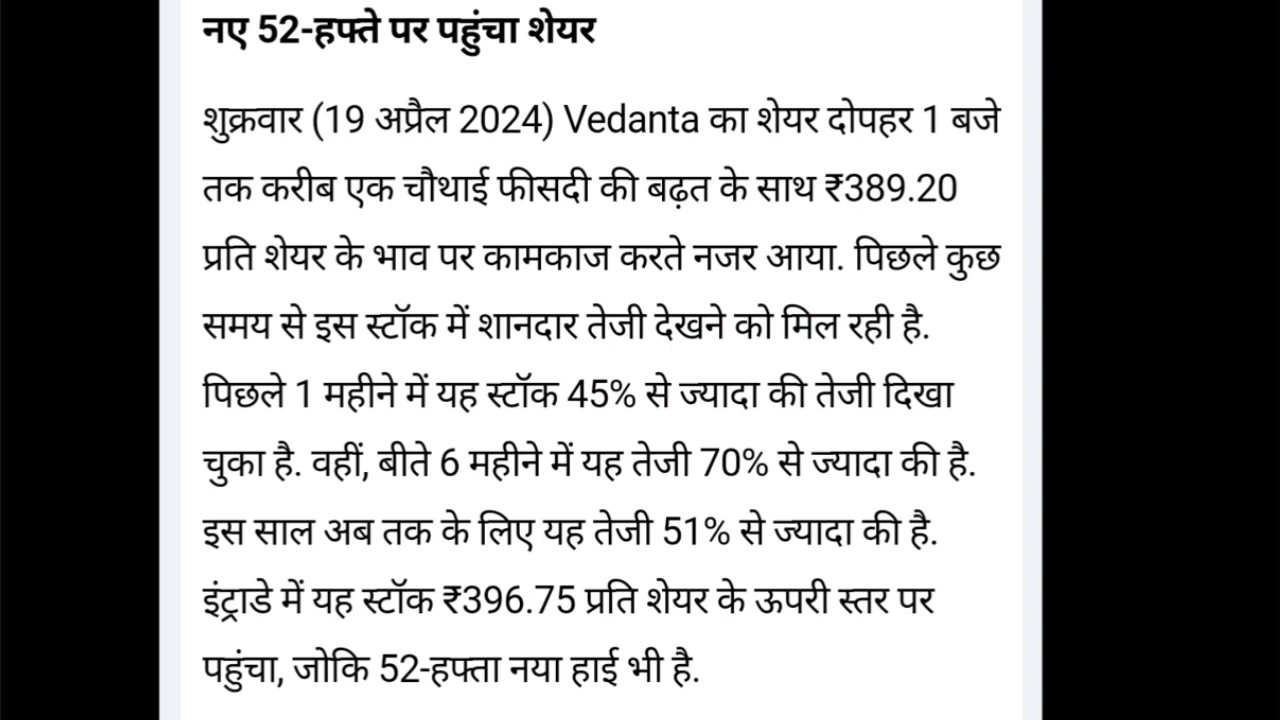 नए 52-हफ्ते पर पहुंचा शेयर
शुक्रवार (19 अप्रैल 2024) Vedanta का शेयर दोपहर 1 बजे
तक करीब एक चौथाई फीसदी की बढ़त के साथ ₹389.20
प्रति शेयर के भाव पर कामकाज करते नजर आया. पिछले कुछ
समय से इस स्टॉक में शानदार तेजी देखने को मिल रही है.
पिछले 1 महीने में यह स्टॉक 45% से ज्यादा की तेजी दिखा
चुका है. वहीं, बीते 6 महीने में यह तेजी 70% से ज्यादा की है.
इस साल अब तक के लिए यह तेजी 51% से ज्यादा की है.
इंट्राडे में यह स्टॉक ₹396.75 प्रति शेयर के ऊपरी स्तर पर
पहुंचा, जोकि 52-हफ्ता नया हाई भी है.